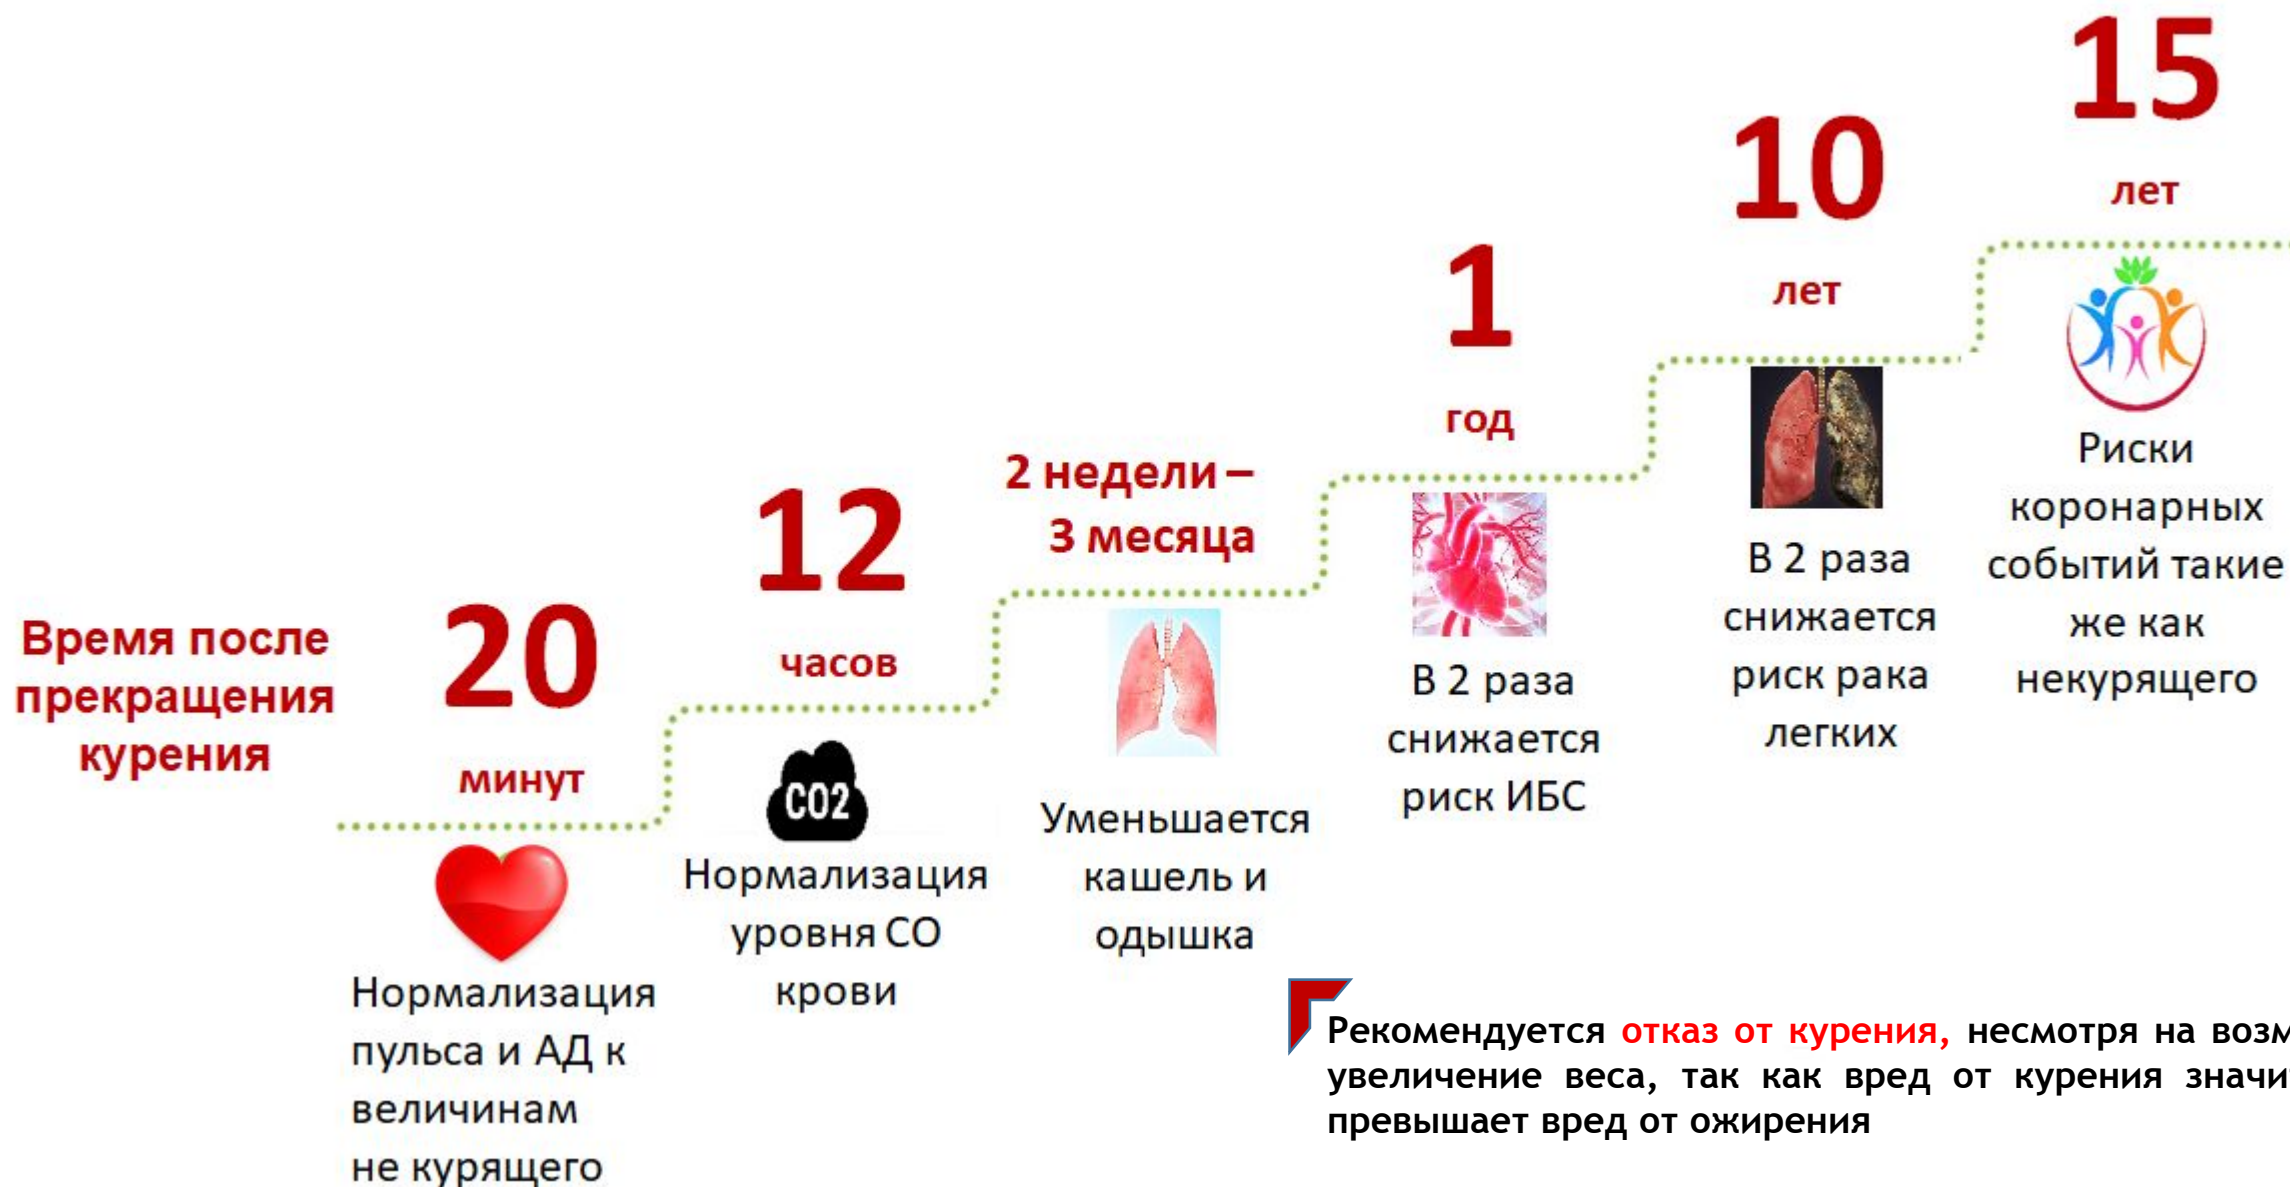 Время после
прекращения
курения
20
минут
Нормализация
пульса и АД к
величинам
не курящего
12
часов
CO2
Нормализация
уровня СО
крови
2 недели –
3 месяца
Уменьшается
кашель и
одышка
1
год
В 2 раза
снижается
риск ИБС
10
лет
В 2 раза
снижается
риск рака
легких
15
лет
Риски
коронарных
событий такие
же как
некурящего
Рекомендуется отказ от курения, несмотря на
увеличение веса, так как вред от курения
превышает вред от ожирения